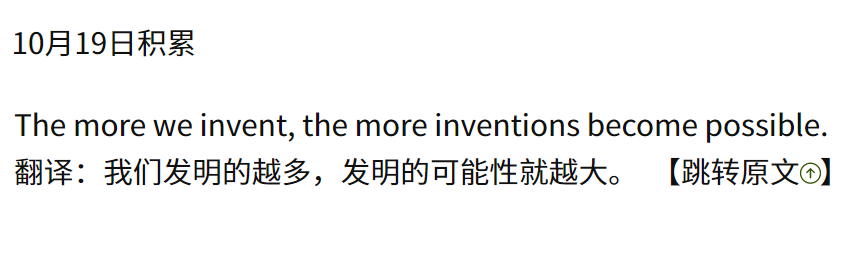 10月19日积累
The more we invent, the more inventions become possible.
翻译：我们发明的越多，发明的可能性就越大。 【跳转原文↑】